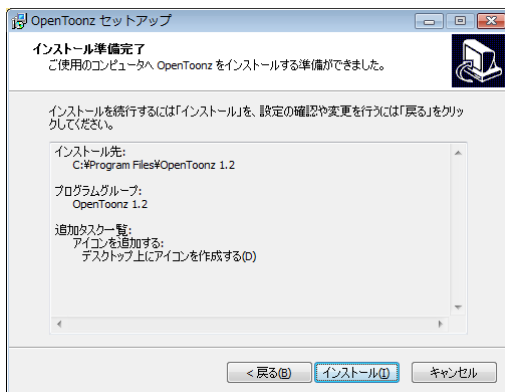 OpenToonz セットアップ
インストール準備完了
ご使用のコンピュータへ OpenToonz をインストールする準備ができました。
インストールを続行するには「インストール」を、設定の確認や変更を行うには「戻る」をクリッ
クしてください。
インストール先:
C:¥Program Files¥OpenToonz 1.2
プログラムグループ:
OpenToonz 1.2
追加タスク一覧:
アイコンを追加する:
デスクトップ上にアイコンを作成する(D)
< 戻る(B)
インストール(I)
キャンセル